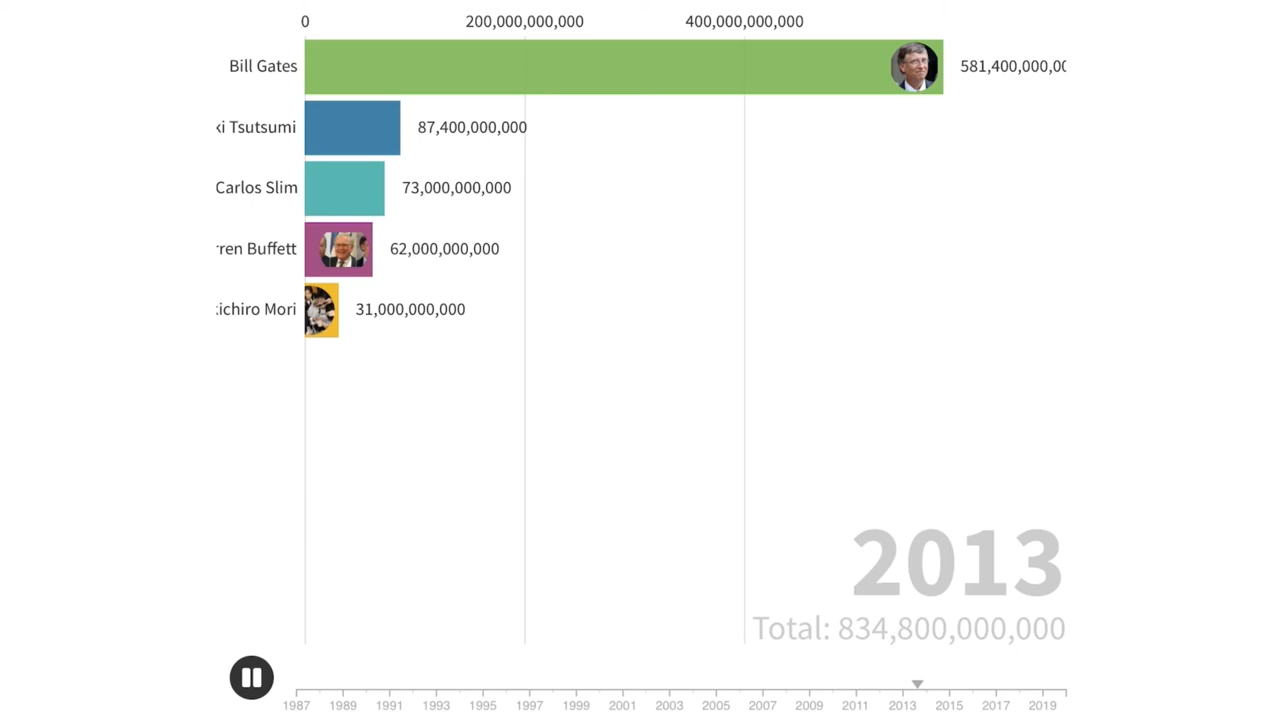 0 200,000,000,000 400,000,000,000
Bill Gates 581,400,000,0
ki Tsutsumi 87,400,000,000
Carlos Slim 73,000,000,000
rren Buffett 62,000,000,000
ichiro Mori 31,000,000,000
2013
Total: 834,800,000,000
1987 1989 1991 1993 1995 1997 1999 2001 2003 2005 2007 2009 2011 2013 2015 2017 2019